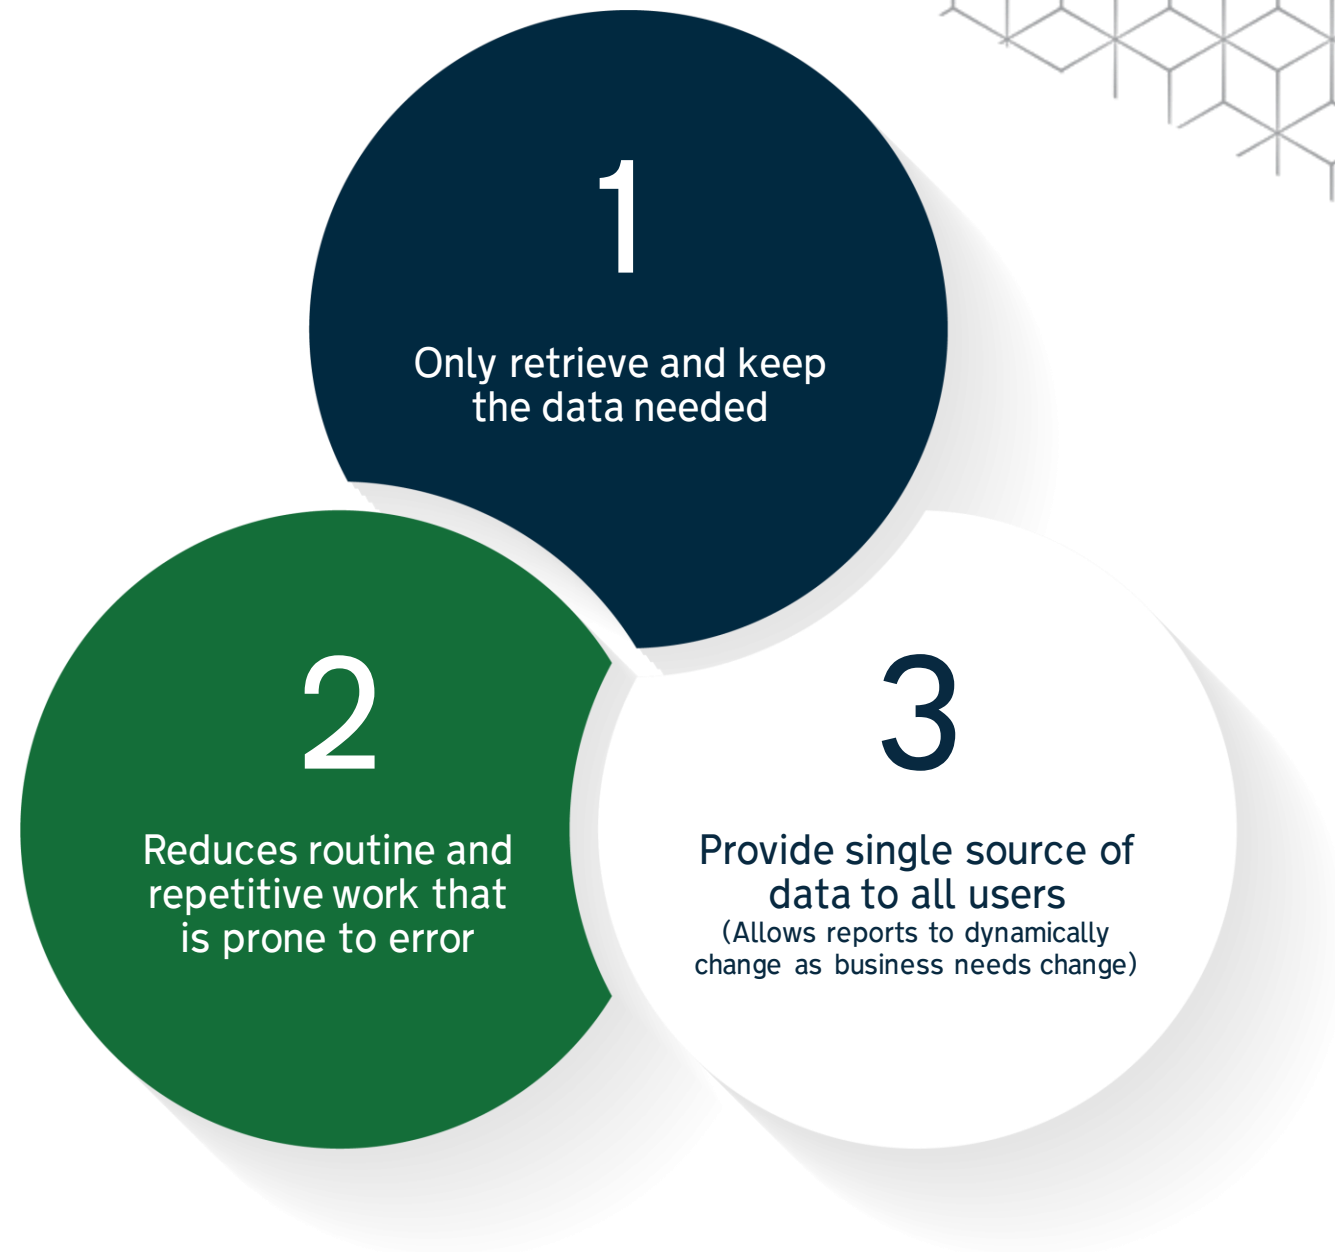 1
Only retrieve and keep
the data needed
2
Reduces routine and
repetitive work that
is prone to error
3
Provide single source of
data to all users
(Allows reports to dynamically
change as business needs change)